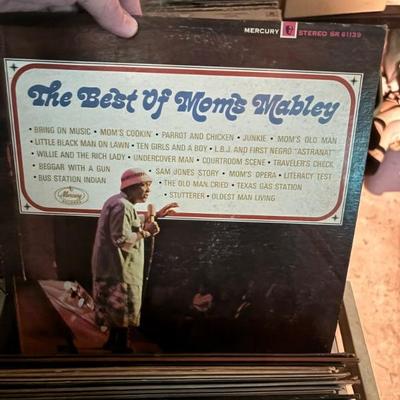 MERCURY STEREO SR 61139
The Best Of Moms Mabley
• BRING ON MUSIC • MOM'S COOKIN' • PARROT AND CHICKEN • JUNKIE • MOM'S OLD MAN
• LITTLE BLACK MAN ON LAWN • TEN GIRLS AND A BOY • L.B.J. AND FIRST NEGRO "ASTRANAT"
• WILLIE AND THE RICH LADY • UNDERCOVER MAN • COURTROOM SCENE • TRAVELER'S CHECK
• BEGGAR WITH A GUN • SAM JONES STORY • MOM'S OPERA • LITERACY TEST
• BUS STATION INDIAN • THE OLD MAN CRIED • TEXAS GAS STATION
• STUTTERER • OLDEST MAN LIVING
Mercury